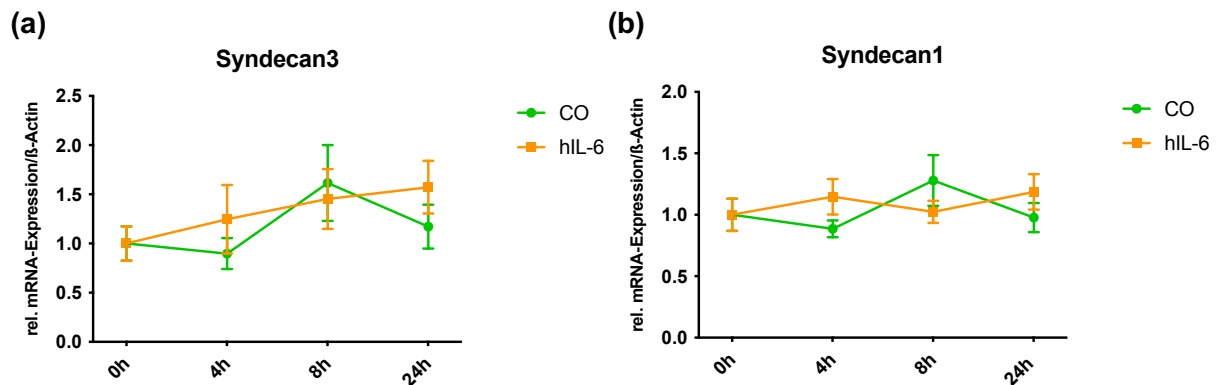 (a)
Syndecan3
rel. mRNA-Expression/ß-Actin
2.5
2.0
1.5
1.0
0.5
0.0
0h
4h
8h
24h
CO
hIL-6
(b)
Syndecan1
rel. mRNA-Expression/ß-Actin
2.0
1.5
1.0
0.5
0.0
0h
4h
8h
24h
CO
hIL-6